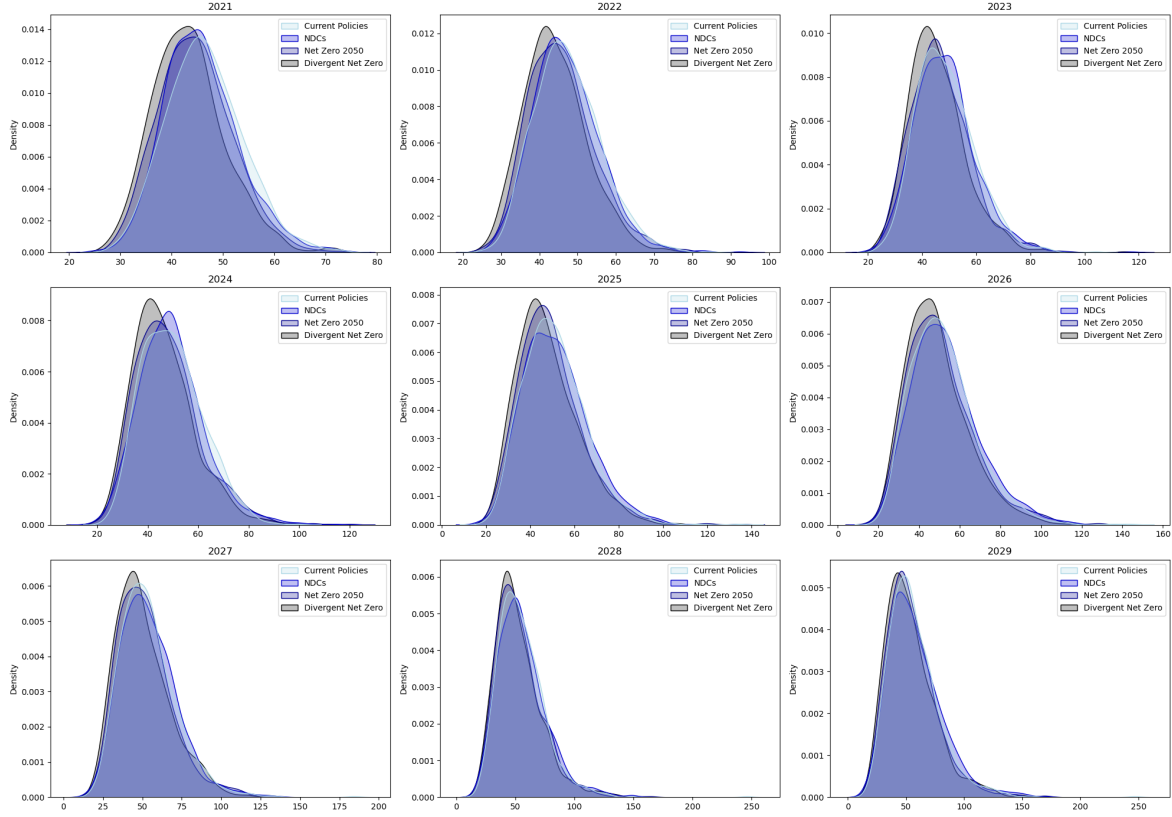 2021
Density
0.014
0.012
0.010
0.008
0.006
0.004
0.002
0.000
20 30 40 50 60 70 80
Current Policies
NDCs
Net Zero 2050
Divergent Net Zero
2022
Density
0.012
0.010
0.008
0.006
0.004
0.002
0.000
20 30 40 50 60 70 80 90 100
Current Policies
NDCs
Net Zero 2050
Divergent Net Zero
2023
Density
0.010
0.008
0.006
0.004
0.002
0.000
20 40 60 80 100 120
Current Policies
NDCs
Net Zero 2050
Divergent Net Zero
2024
Density
0.008
0.006
0.004
0.002
0.000
20 40 60 80 100 120
Current Policies
NDCs
Net Zero 2050
Divergent Net Zero
2025
Density
0.008
0.007
0.006
0.005
0.004
0.003
0.002
0.001
0.000
0 20 40 60 80 100 120 140
Current Policies
NDCs
Net Zero 2050
Divergent Net Zero
2026
Density
0.007
0.006
0.005
0.004
0.003
0.002
0.001
0.000
0 20 40 60 80 100 120 140 160
Current Policies
NDCs
Net Zero 2050
Divergent Net Zero
2027
Density
0.006
0.005
0.004
0.003
0.002
0.001
0.000
0 25 50 75 100 125 150 175 200
Current Policies
NDCs
Net Zero 2050
Divergent Net Zero
2028
Density
0.006
0.005
0.004
0.003
0.002
0.001
0.000
0 50 100 150 200 250
Current Policies
NDCs
Net Zero 2050
Divergent Net Zero
2029
Density
0.005
0.004
0.003
0.002
0.001
0.000
0 50 100 150 200 250
Current Policies
NDCs
Net Zero 2050
Divergent Net Zero